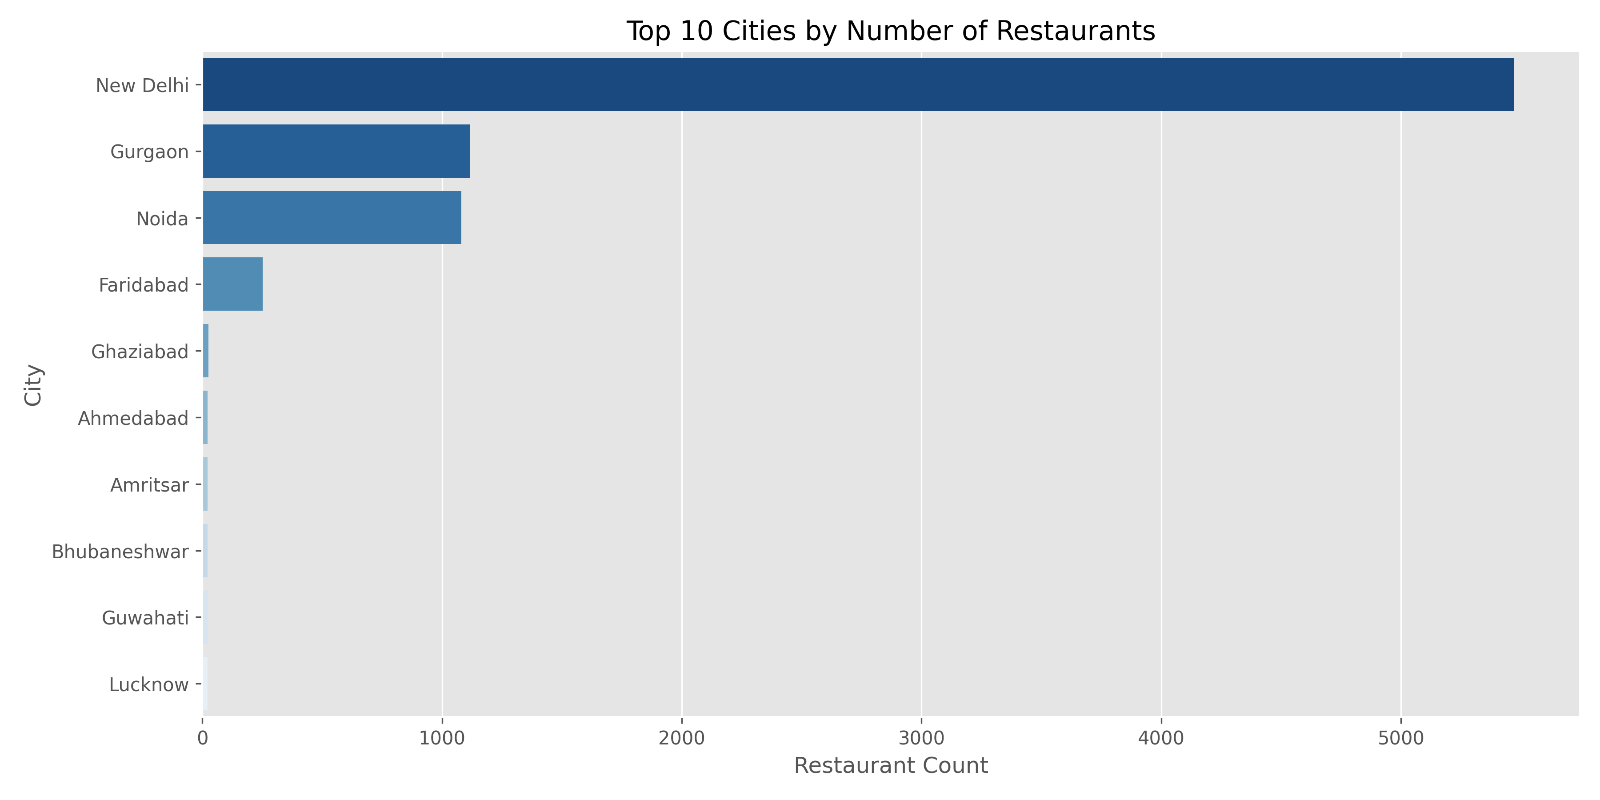 Top 10 Cities by Number of Restaurants
New Delhi
Gurgaon
Noida
Faridabad
Ghaziabad
Ahmedabad
Amritsar
Bhubaneshwar
Guwahati
Lucknow
City
0 1000 2000 3000 4000 5000
Restaurant Count